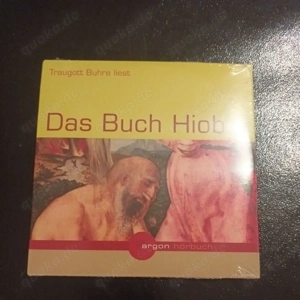 Traugott Buhre liest
Das Buch Hiob
argon hörbuch